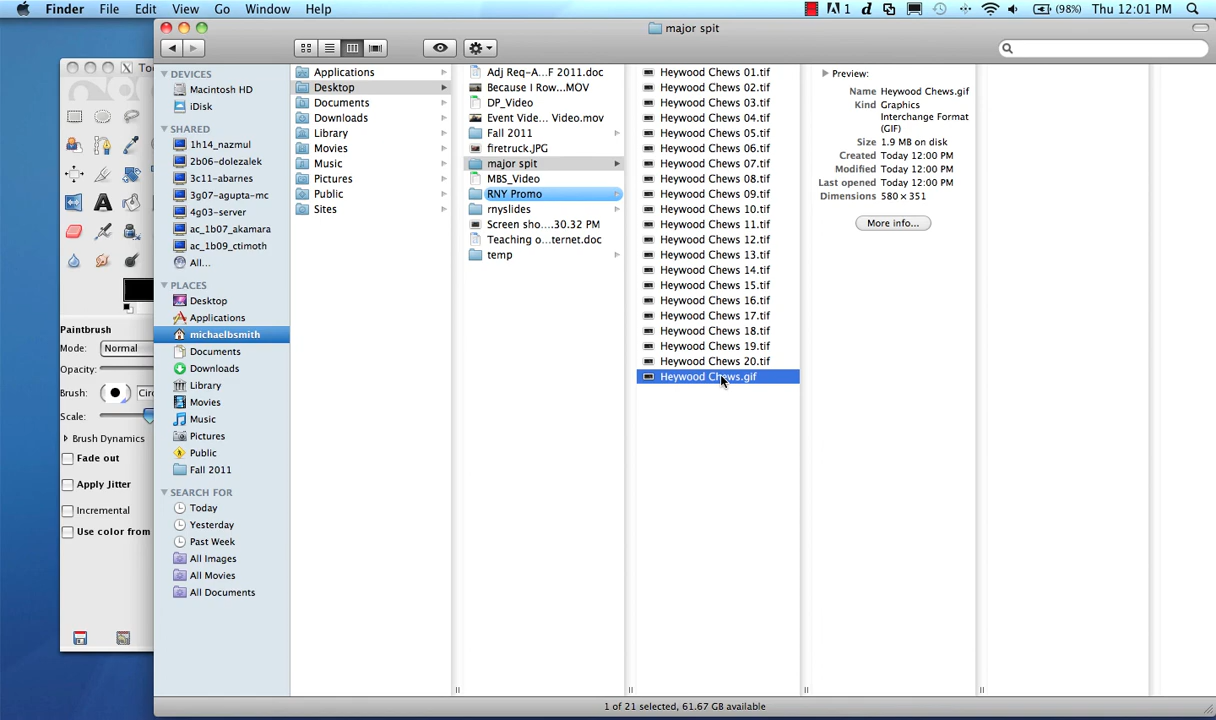 Finder File Edit View Go Window Help
1 (98%) Thu 12:01 PM
major spit
DEVICES
Macintosh HD
iDisk
SHARED
1h14_nazmul
2b06-dolezalek
3c11-abarnes
3g07-agupta-mc
4g03-server
ac_1b07_akamara
ac_1b09_ctimoth
All...
PLACES
Desktop
Applications
michaelbsmith
Documents
Downloads
Library
Movies
Music
Pictures
Public
Fall 2011
SEARCH FOR
Today
Yesterday
Past Week
All Images
All Movies
All Documents
Applications
Desktop
Documents
Downloads
Library
Movies
Music
Pictures
Public
Sites
Adj Req-A...F 2011.doc
Because I Row...MOV
DP_Video
Event Vide... Video.mov
Fall 2011
firetruck.JPG
major spit
MBS_Video
RNY Promo
rnyslides
Screen sho....30.32 PM
Teaching o...ternet.doc
temp
Heywood Chews 01.tif
Heywood Chews 02.tif
Heywood Chews 03.tif
Heywood Chews 04.tif
Heywood Chews 05.tif
Heywood Chews 06.tif
Heywood Chews 07.tif
Heywood Chews 08.tif
Heywood Chews 09.tif
Heywood Chews 10.tif
Heywood Chews 11.tif
Heywood Chews 12.tif
Heywood Chews 13.tif
Heywood Chews 14.tif
Heywood Chews 15.tif
Heywood Chews 16.tif
Heywood Chews 17.tif
Heywood Chews 18.tif
Heywood Chews 19.tif
Heywood Chews 20.tif
Heywood Chews.gif
Preview:
Name Heywood Chews.gif
Kind Graphics
Interchange Format
(GIF)
Size 1.9 MB on disk
Created Today 12:00 PM
Modified Today 12:00 PM
Last opened Today 12:00 PM
Dimensions 580 × 351
More info...
1 of 21 selected, 61.67 GB available
Paintbrush
Mode: Normal
Opacity:
Brush:
Scale:
Brush Dynamics
Fade out
Apply Jitter
Incremental
Use color from